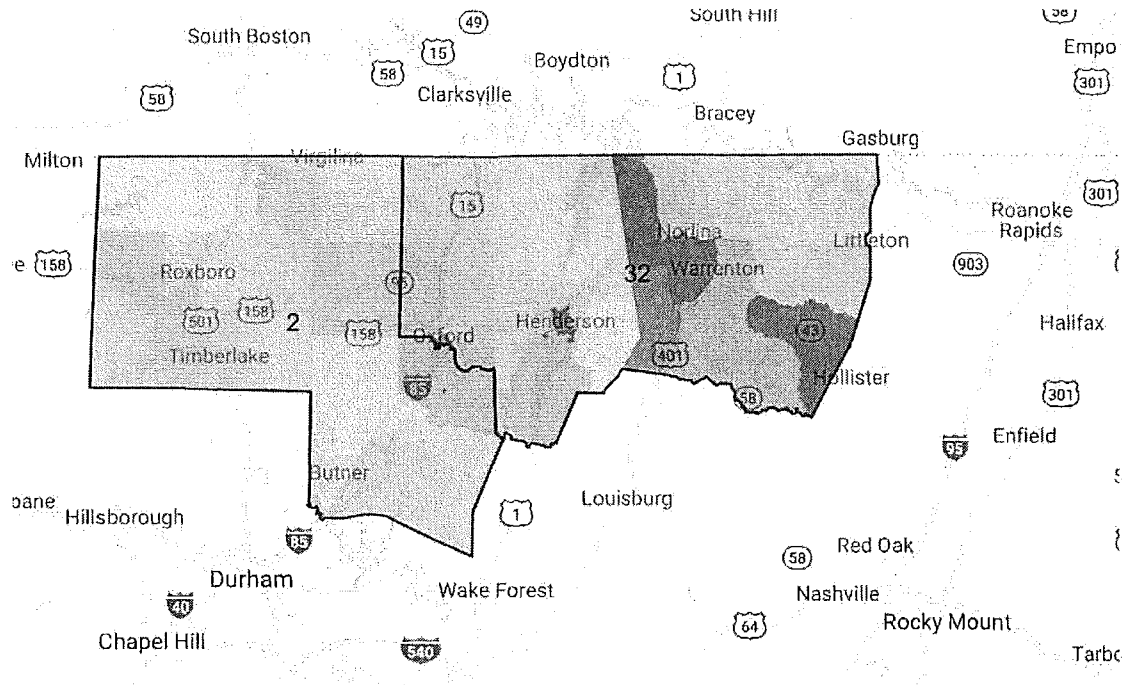 South Hill
58
49
South Boston
15
Empo
Boydton
58
1
301
58
Clarksville
Bracey
Gasburg
Milton
Virgilina
301
15
Roanoke
Rapids
Norlina
Littleton
e 158
Roxboro
96
32
Warrenton
903
501
158
2
158
Oxford
Henderson
43
Halifax
Timberlake
401
85
Hollister
58
301
Enfield
95
Butner
Louisburg
S
oane
Hillsborough
1
85
58
Red Oak
Durham
Wake Forest
Nashville
40
64
Rocky Mount
Chapel Hill
540
Tarbo